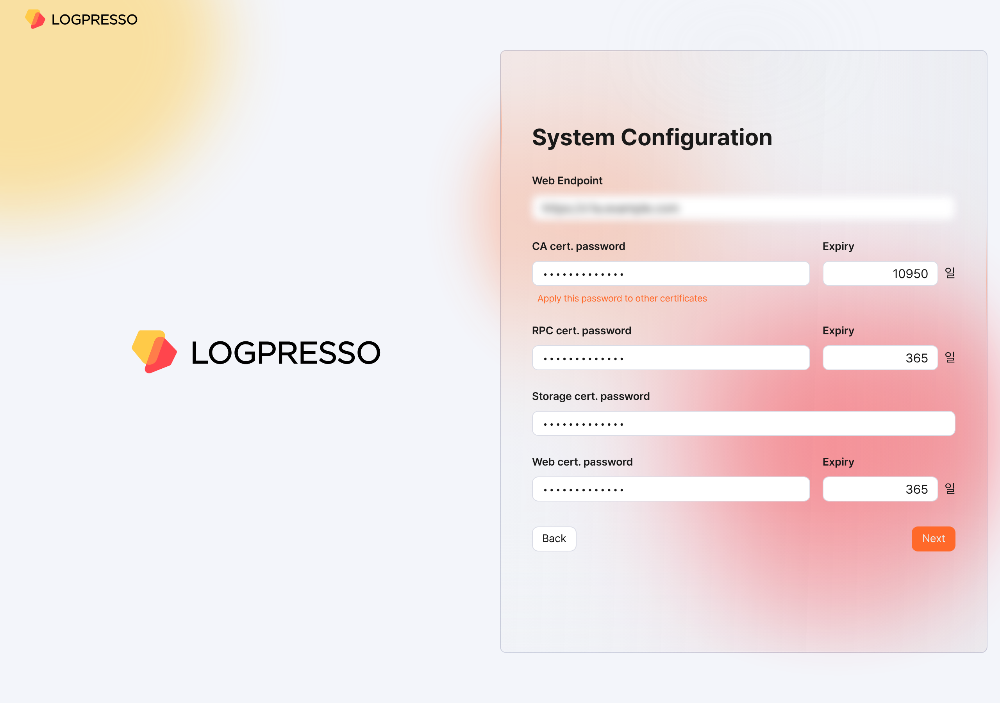 LOGPRESSO
LOGPRESSO
System Configuration
Web Endpoint
CA cert. password
Expiry
•••••••••••••
10950 일
Apply this password to other certificates
RPC cert. password
Expiry
•••••••••••••
365 일
Storage cert. password
•••••••••••••
Web cert. password
Expiry
•••••••••••••
365 일
Back
Next